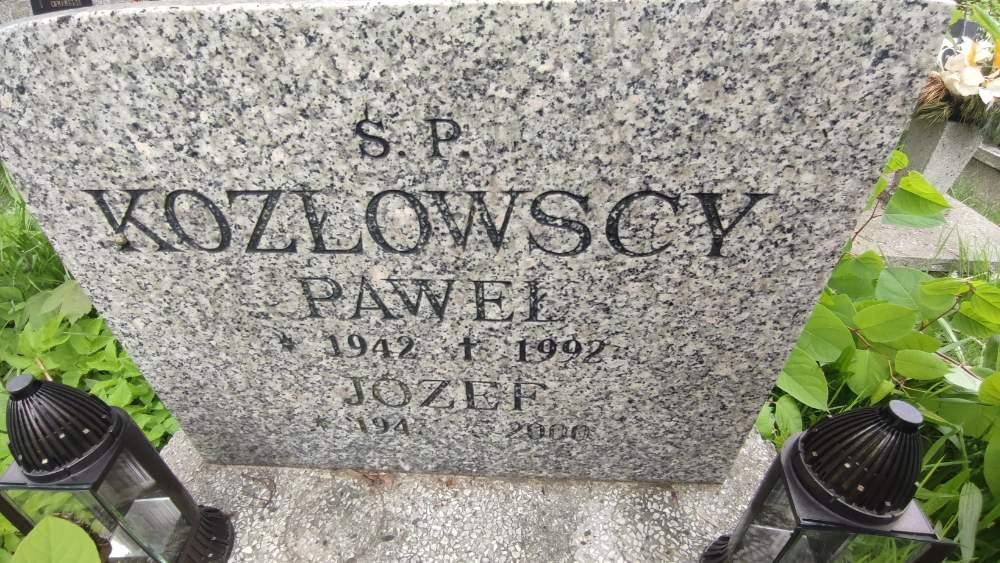 Ś. P.
KOZŁOWSCY
PAWEŁ
* 1942 † 1992
JÓZEF
2000